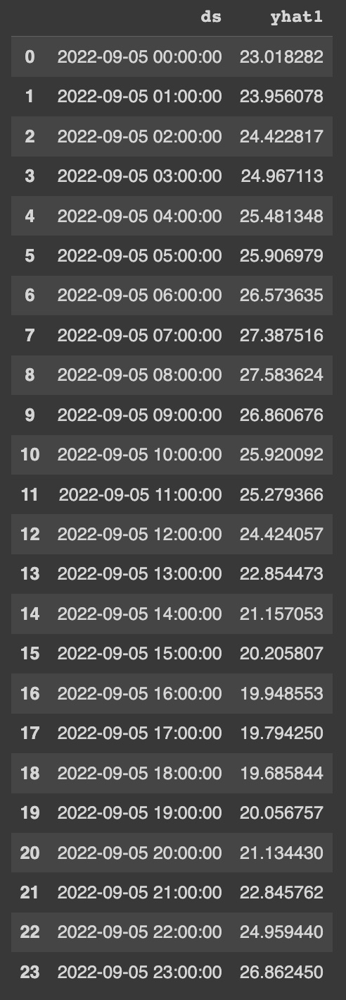 ds yhat1
0 2022-09-05 00:00:00 23.018282
1 2022-09-05 01:00:00 23.956078
2 2022-09-05 02:00:00 24.422817
3 2022-09-05 03:00:00 24.967113
4 2022-09-05 04:00:00 25.481348
5 2022-09-05 05:00:00 25.906979
6 2022-09-05 06:00:00 26.573635
7 2022-09-05 07:00:00 27.387516
8 2022-09-05 08:00:00 27.583624
9 2022-09-05 09:00:00 26.860676
10 2022-09-05 10:00:00 25.920092
11 2022-09-05 11:00:00 25.279366
12 2022-09-05 12:00:00 24.424057
13 2022-09-05 13:00:00 22.854473
14 2022-09-05 14:00:00 21.157053
15 2022-09-05 15:00:00 20.205807
16 2022-09-05 16:00:00 19.948553
17 2022-09-05 17:00:00 19.794250
18 2022-09-05 18:00:00 19.685844
19 2022-09-05 19:00:00 20.056757
20 2022-09-05 20:00:00 21.134430
21 2022-09-05 21:00:00 22.845762
22 2022-09-05 22:00:00 24.959440
23 2022-09-05 23:00:00 26.862450